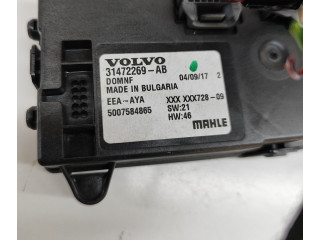 VOLVO
31472269-AB
DOMNF 04/09/17 2
MADE IN BULGARIA
EEA-AYA XXX XXX728-09
5007584865 SW:21
HW:46
MAHLE